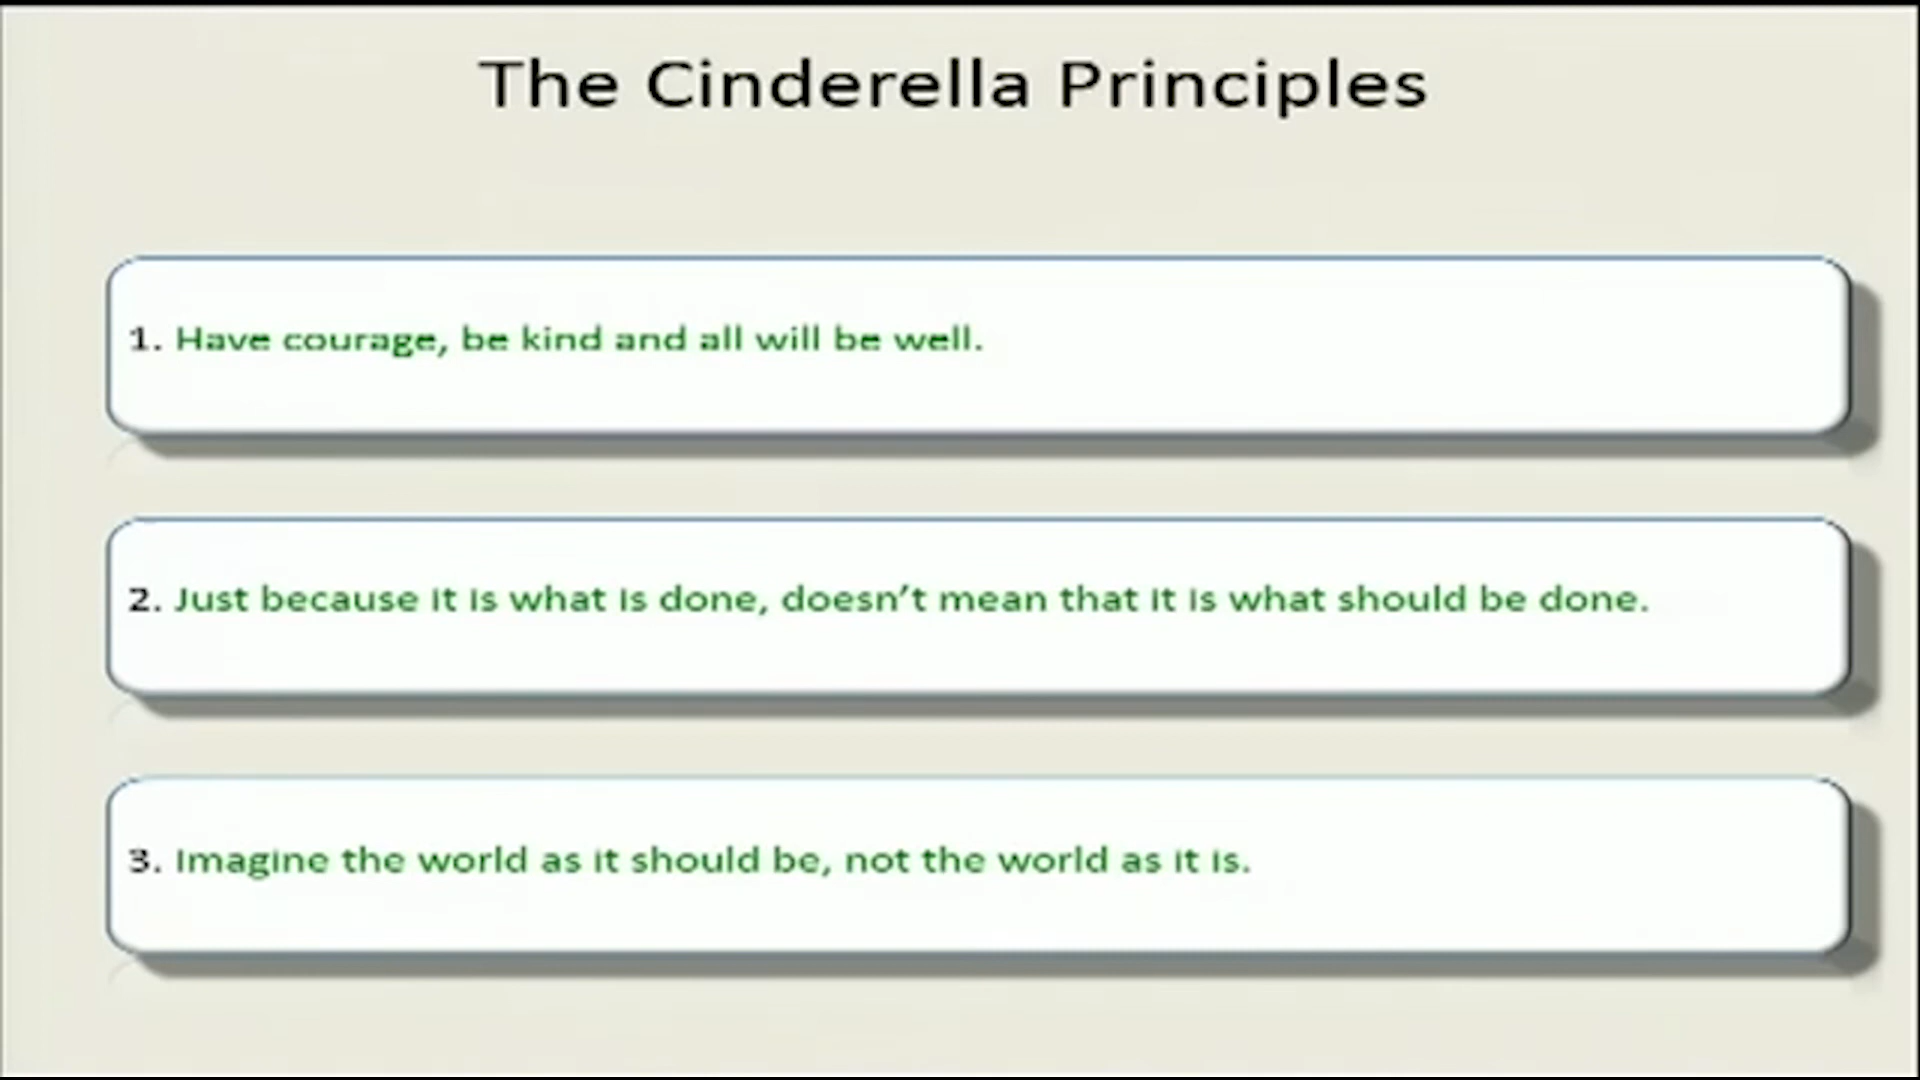 The Cinderella Principles
1. Have courage, be kind and all will be well.
2. Just because it is what is done, doesn’t mean that it is what should be done.
3. Imagine the world as it should be, not the world as it is.